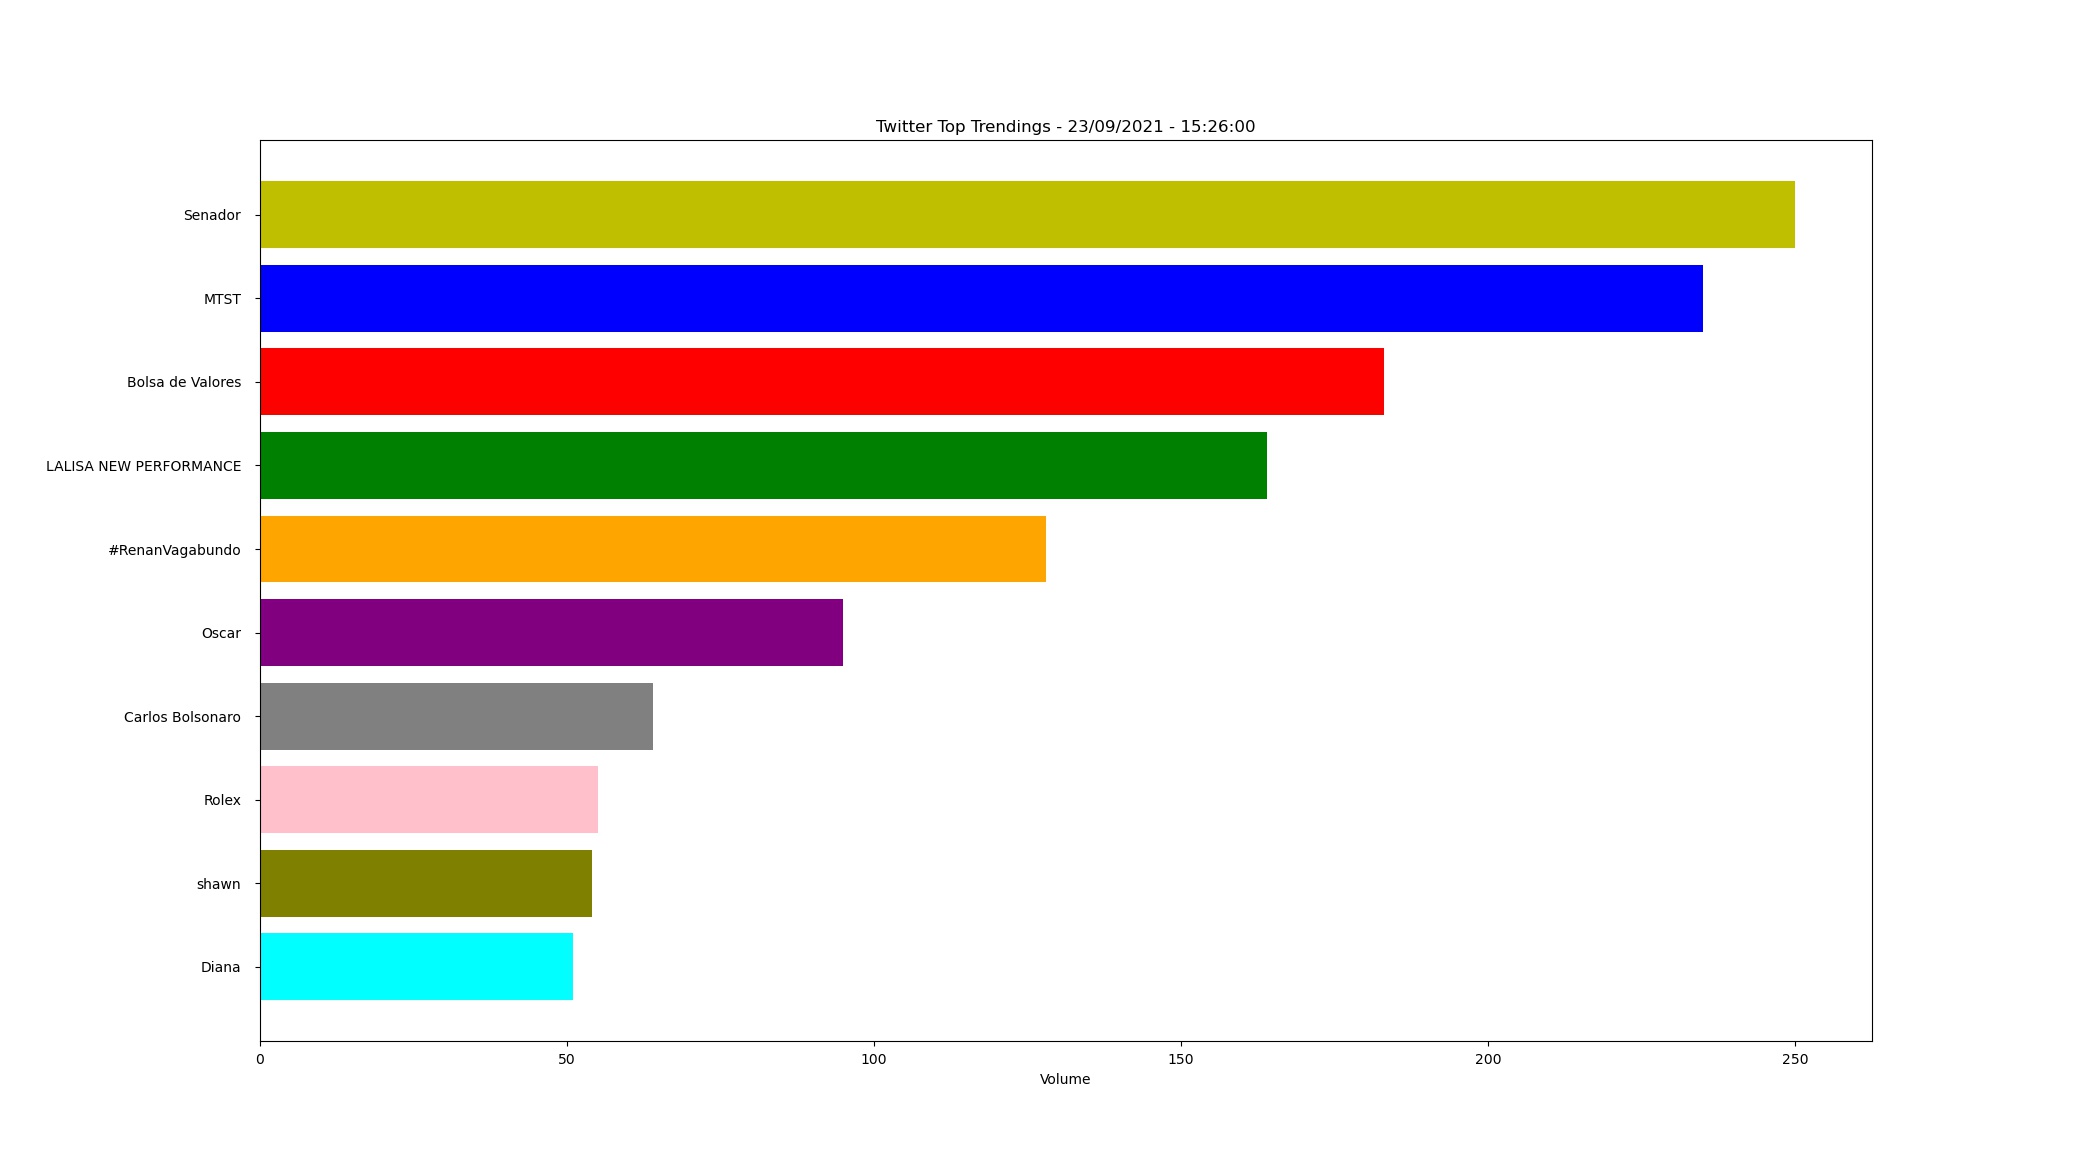 Twitter Top Trendings - 23/09/2021 - 15:26:00
Senador
MTST
Bolsa de Valores
LALISA NEW PERFORMANCE
#RenanVagabundo
Oscar
Carlos Bolsonaro
Rolex
shawn
Diana
0 50 100 150 200 250
Volume